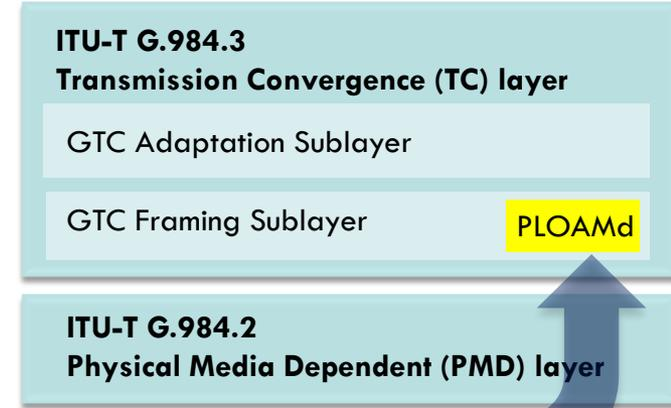 ITU-T G.984.3
Transmission Convergence (TC) layer
GTC Adaptation Sublayer
GTC Framing Sublayer
PLOAMd
ITU-T G.984.2
Physical Media Dependent (PMD) layer